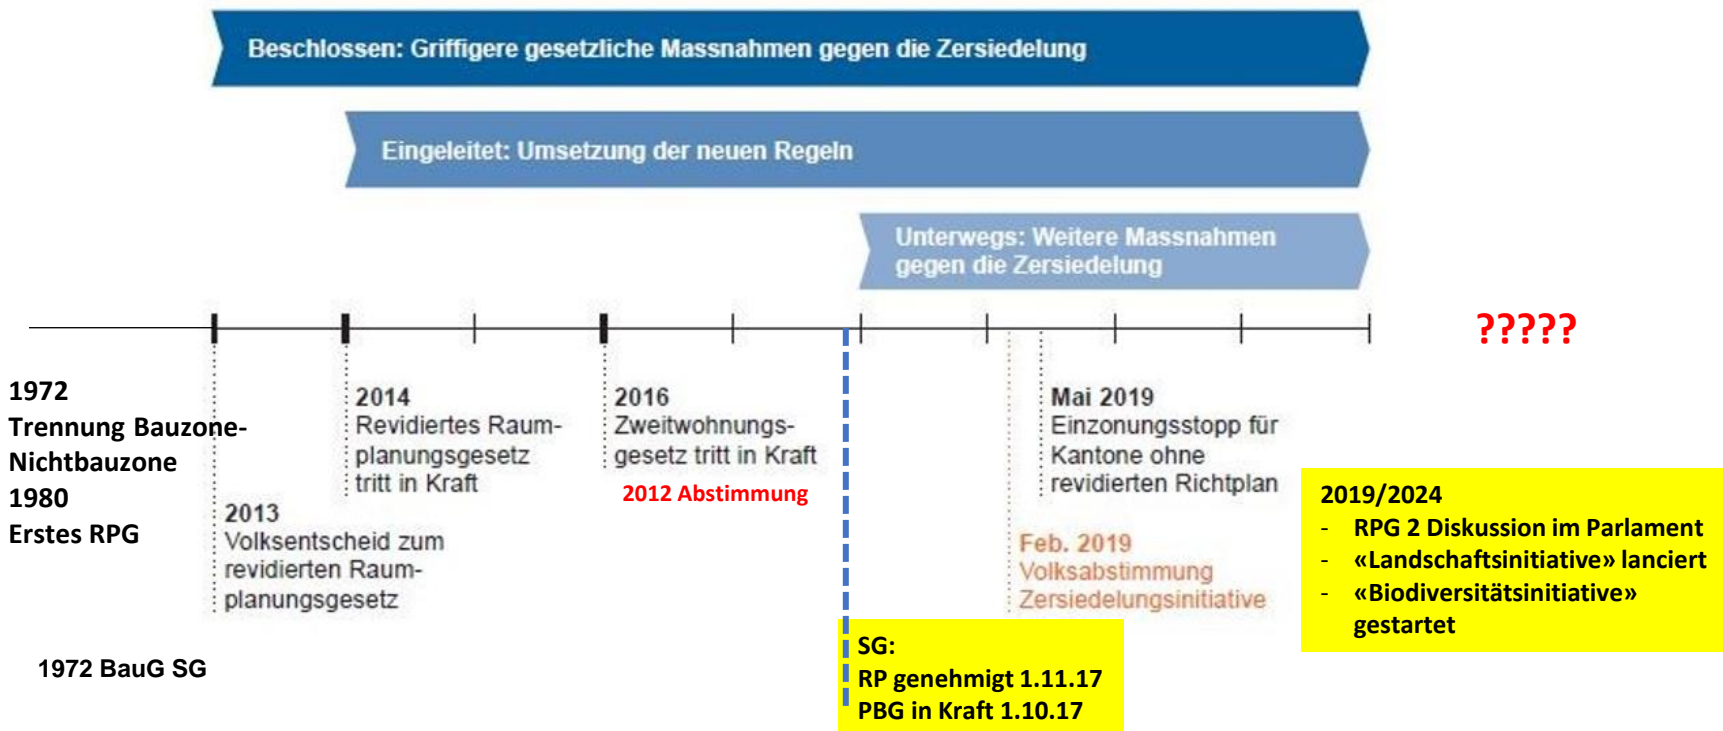 Beschlossen: Griffigere gesetzliche Massnahmen gegen die Zersiedelung
Eingeleitet: Umsetzung der neuen Regeln
Unterwegs: Weitere Massnahmen
gegen die Zersiedelung
?????
1972
Trennung Bauzone-
Nichtbauzone
1980
Erstes RPG
2013
Volksentscheid zum
revidierten Raum-
planungsgesetz
2014
Revidiertes Raum-
planungsgesetz
tritt in Kraft
2016
Zweitwohnungs-
gesetz tritt in Kraft
2012 Abstimmung
Mai 2019
Einzonungsstopp für
Kantone ohne
revidierten Richtplan
Feb. 2019
Volksabstimmung
Zersiedelungsinitiative
2019/2024
- RPG 2 Diskussion im Parlament
- «Landschaftsinitiative» lanciert
- «Biodiversitätsinitiative»
gestartet
1972 BauG SG
SG:
RP genehmigt 1.11.17
PBG in Kraft 1.10.17